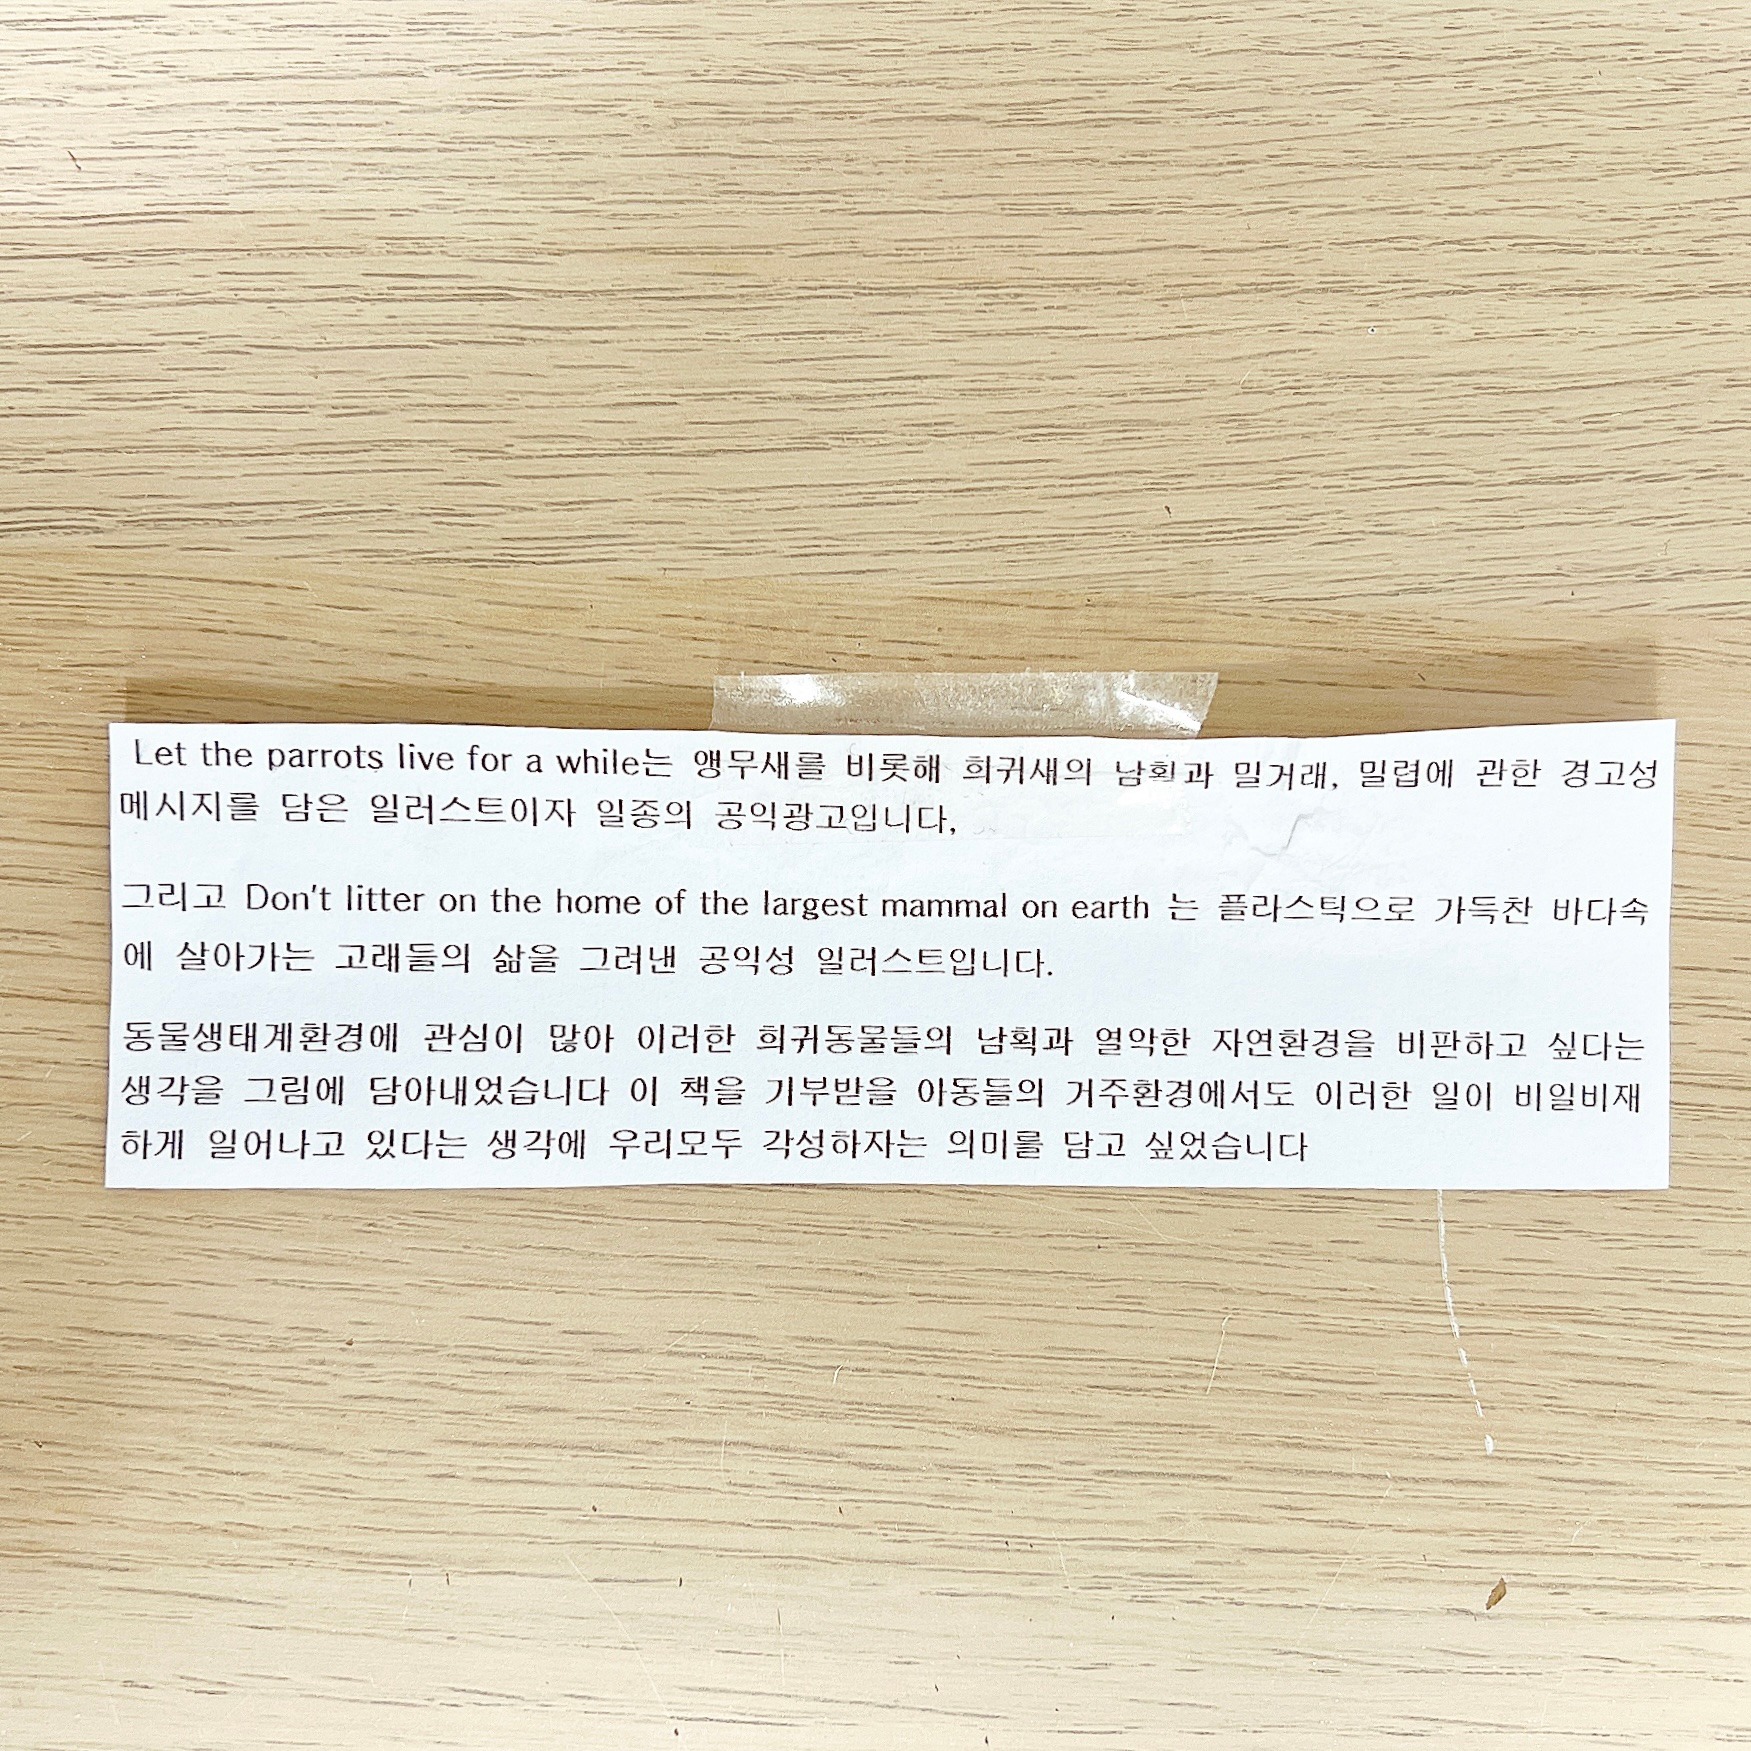 Let the parrots live for a while는 앵무새를 비롯해 희귀새의 남획과 밀거래, 밀렵에 관한 경고성
메시지를 담은 일러스트이자 일종의 공익광고입니다,
그리고 Don't litter on the home of the largest mammal on earth 는 플라스틱으로 가득찬 바다속
에 살아가는 고래들의 삶을 그려낸 공익성 일러스트입니다.
동물생태계환경에 관심이 많아 이러한 희귀동물들의 남획과 열악한 자연환경을 비판하고 싶다는
생각을 그림에 담아내었습니다 이 책을 기부받을 아동들의 거주환경에서도 이러한 일이 비일비재
하게 일어나고 있다는 생각에 우리모두 각성하자는 의미를 담고 싶었습니다